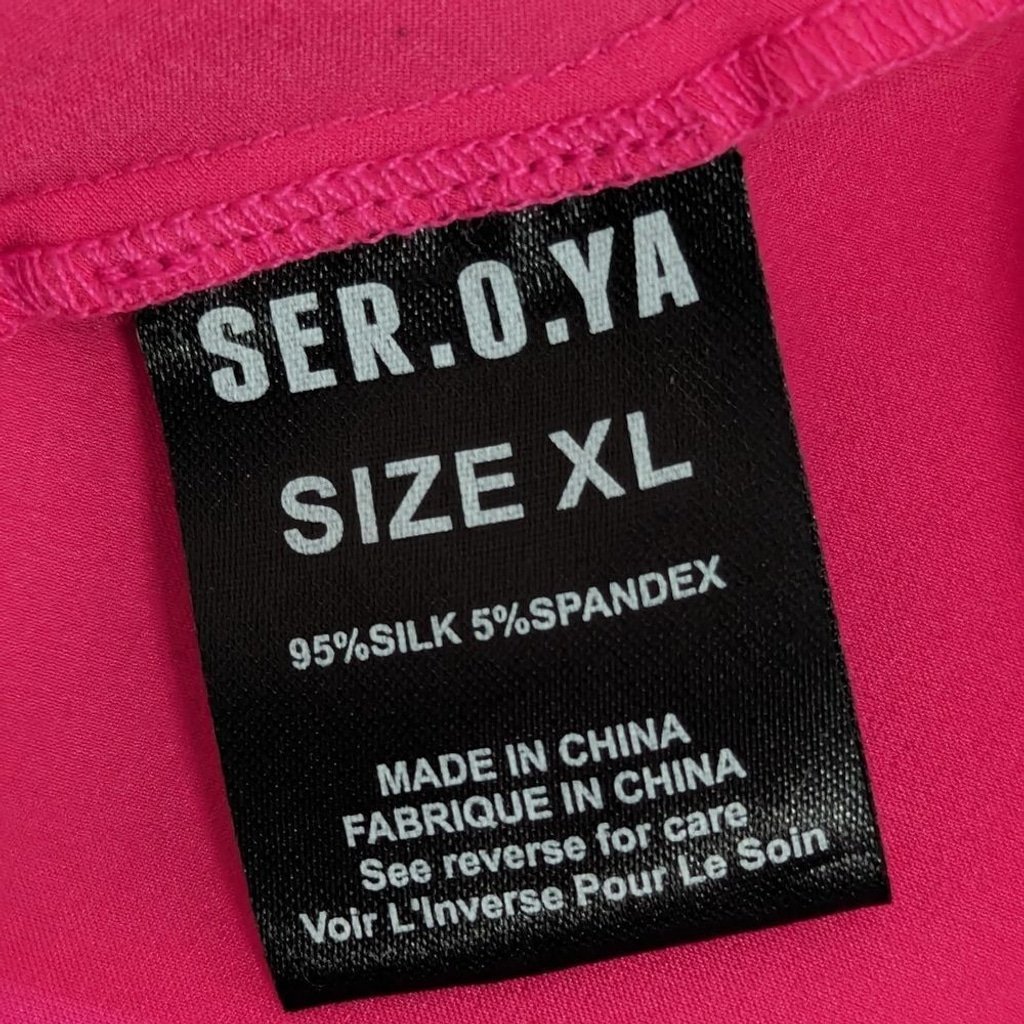 SER.O.YA
SIZE XL
95%SILK 5%SPANDEX
MADE IN CHINA
FABRIQUE IN CHINA
See reverse for care
Voir L'Inverse Pour Le Soin